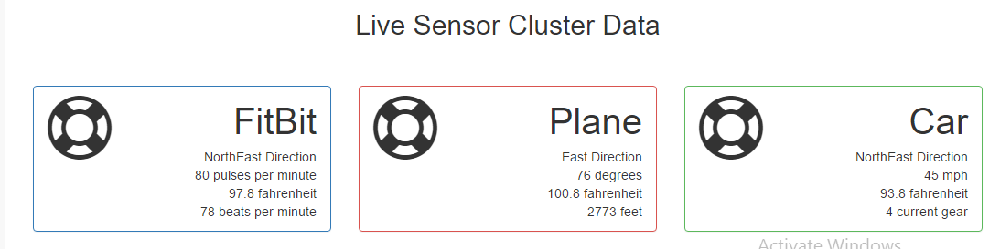 Live Sensor Cluster Data
FitBit
NorthEast Direction
80 pulses per minute
97.8 fahrenheit
78 beats per minute
Plane
East Direction
76 degrees
100.8 fahrenheit
2773 feet
Car
NorthEast Direction
45 mph
93.8 fahrenheit
4 current gear
Activate Windows